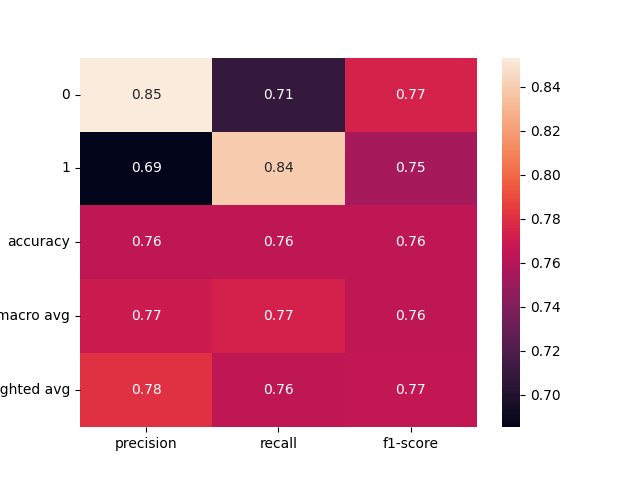 0 0.85 0.71 0.77
1 0.69 0.84 0.75
accuracy 0.76 0.76 0.76
macro avg 0.77 0.77 0.76
ghted avg 0.78 0.76 0.77
precision recall f1-score
0.84
0.82
0.80
0.78
0.76
0.74
0.72
0.70